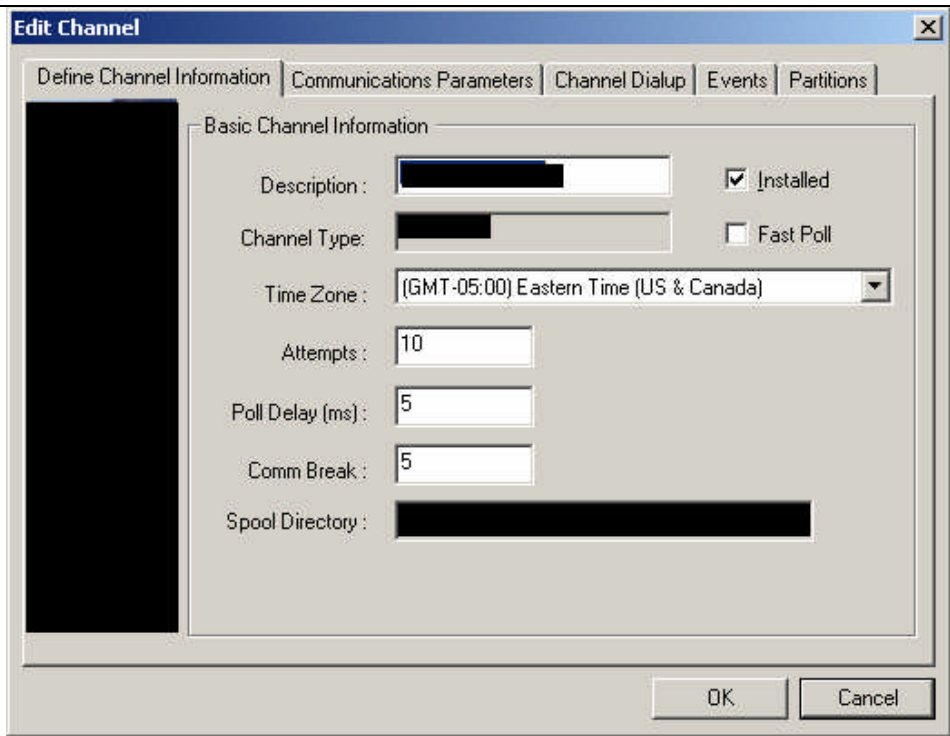 Edit Channel
Define Channel Information Communications Parameters Channel Dialup Events Partitions
Basic Channel Information
Description : Installed
Channel Type: Fast Poll
Time Zone : (GMT-05:00) Eastern Time (US & Canada)
Attempts : 10
Poll Delay (ms) : 5
Comm Break : 5
Spool Directory :
OK Cancel